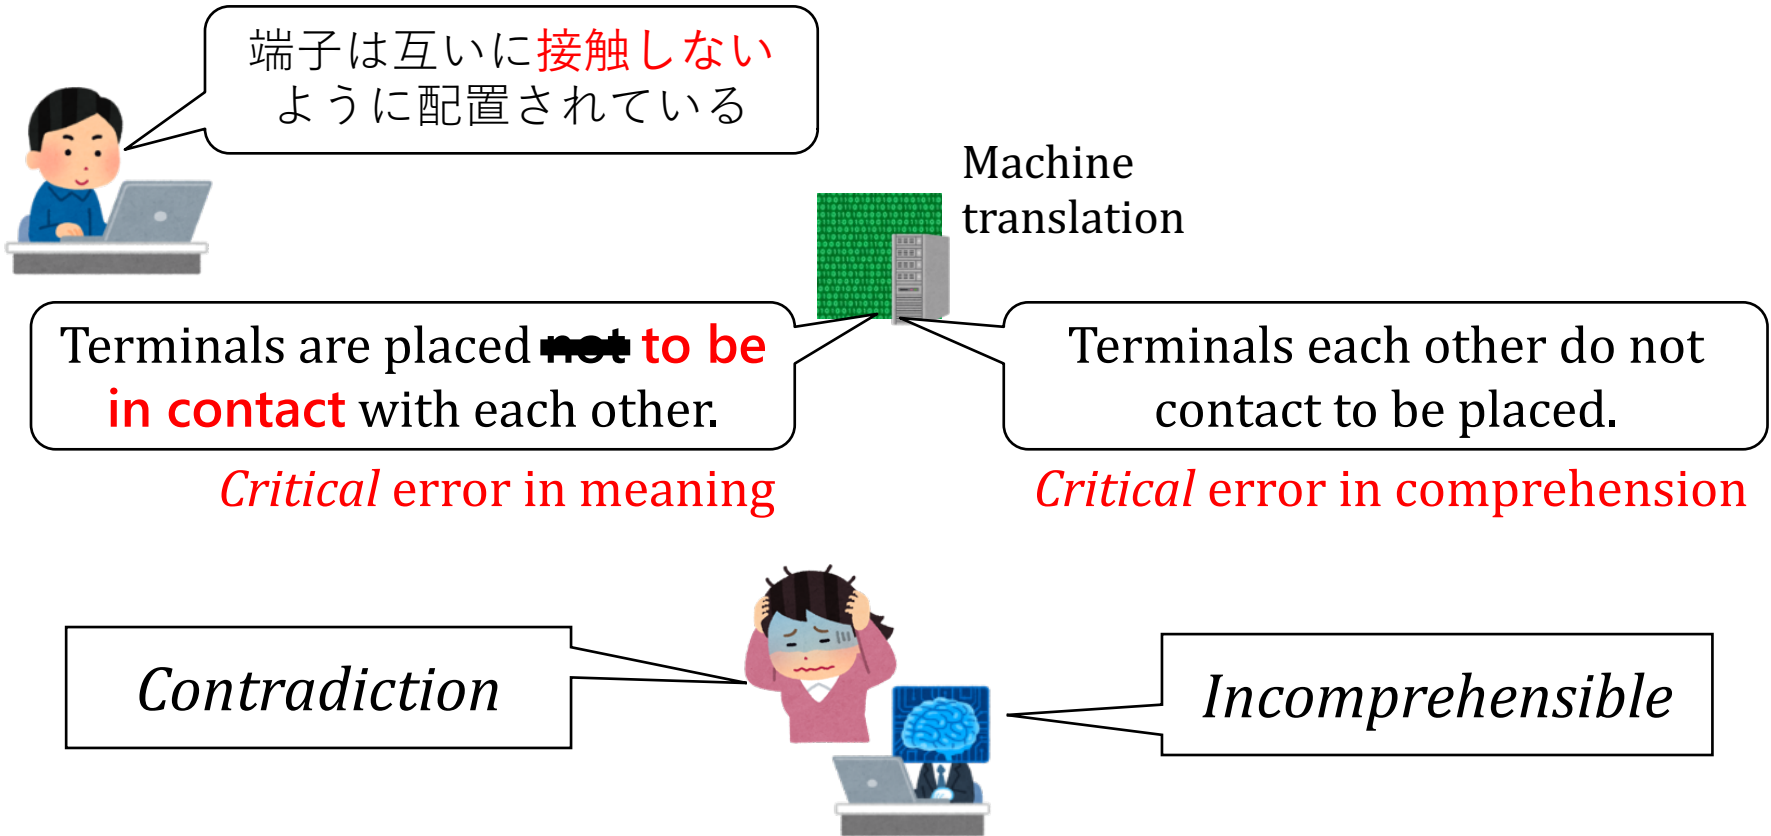 端子は互いに接触しない
ように配置されている
Machine
translation
Terminals are placed not to be
in contact with each other.
Terminals each other do not
contact to be placed.
Critical error in meaning
Critical error in comprehension
Contradiction
Incomprehensible